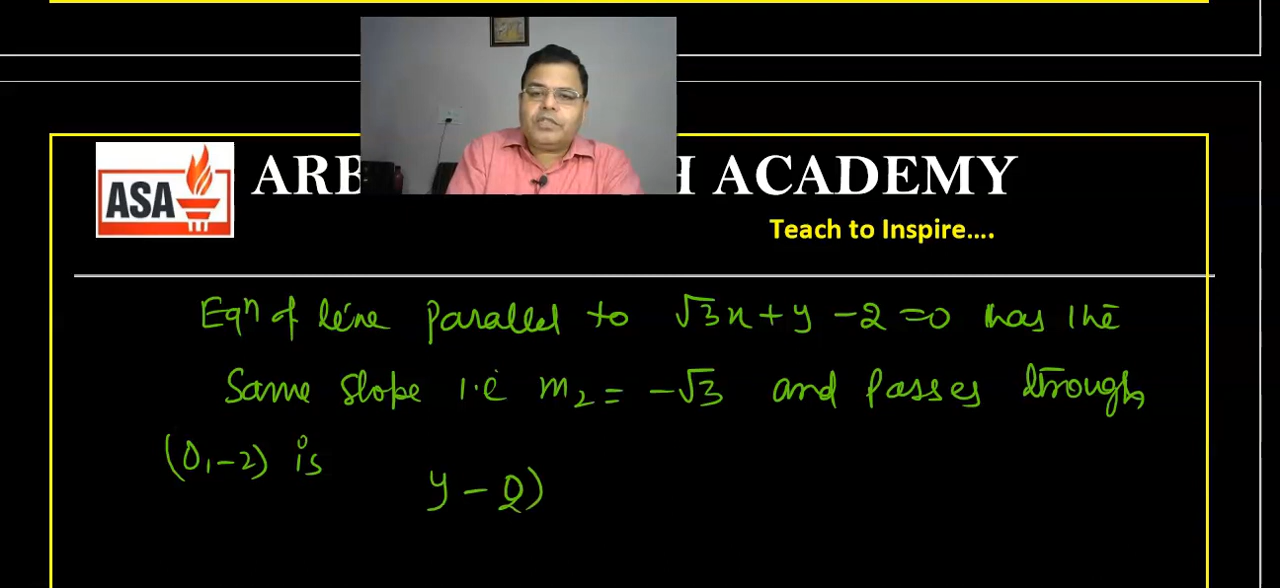 ASA
ARB H ACADEMY
Teach to Inspire....
Eqn of line parallel to √3x + y - 2 = 0 has the
Same slope i.e m2 = -√3 and passes through
(0, -2) is
y - 2)